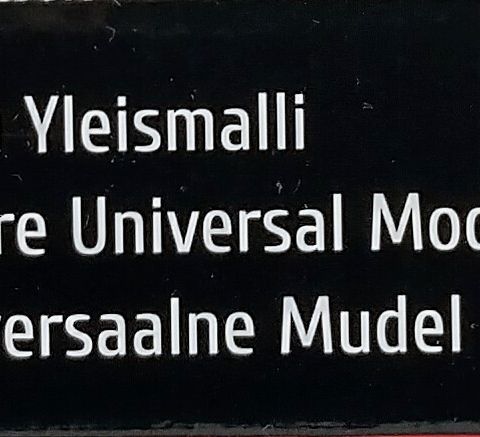 Yleismalli
re Universal Mod
versaalne Mudel